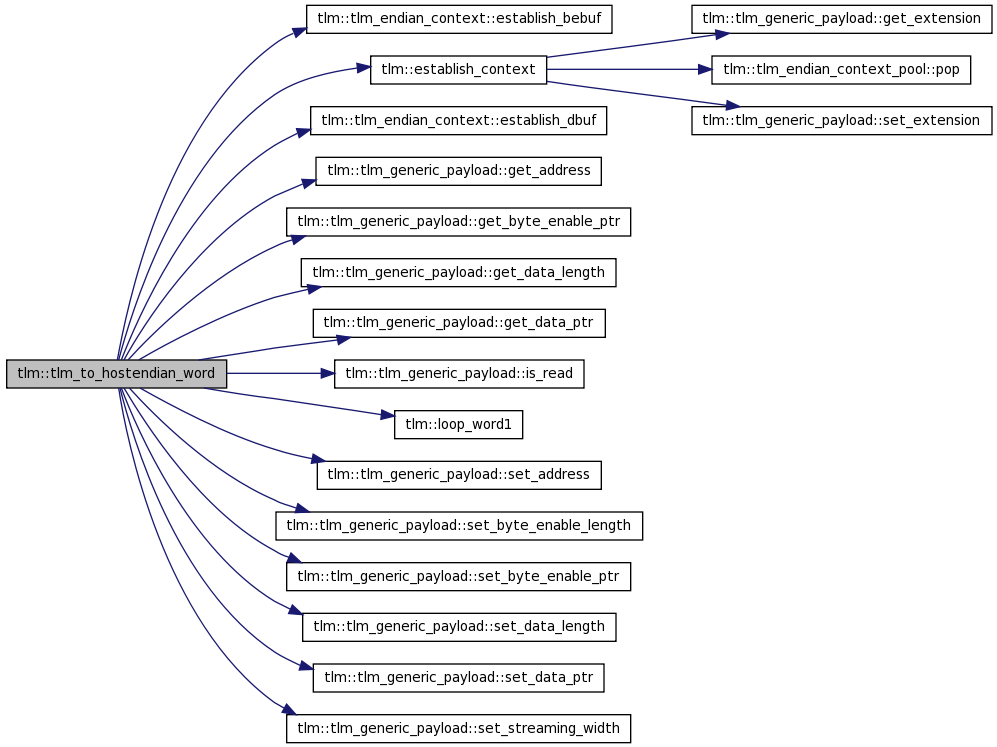 tlm::tlm_endian_context::establish_bebuf
tlm::tlm_generic_payload::get_extension
tlm::establish_context
tlm::tlm_endian_context_pool::pop
tlm::tlm_endian_context::establish_dbuf
tlm::tlm_generic_payload::set_extension
tlm::tlm_generic_payload::get_address
tlm::tlm_generic_payload::get_byte_enable_ptr
tlm::tlm_generic_payload::get_data_length
tlm::tlm_generic_payload::get_data_ptr
tlm::tlm_to_hostendian_word
tlm::tlm_generic_payload::is_read
tlm::loop_word1
tlm::tlm_generic_payload::set_address
tlm::tlm_generic_payload::set_byte_enable_length
tlm::tlm_generic_payload::set_byte_enable_ptr
tlm::tlm_generic_payload::set_data_length
tlm::tlm_generic_payload::set_data_ptr
tlm::tlm_generic_payload::set_streaming_width